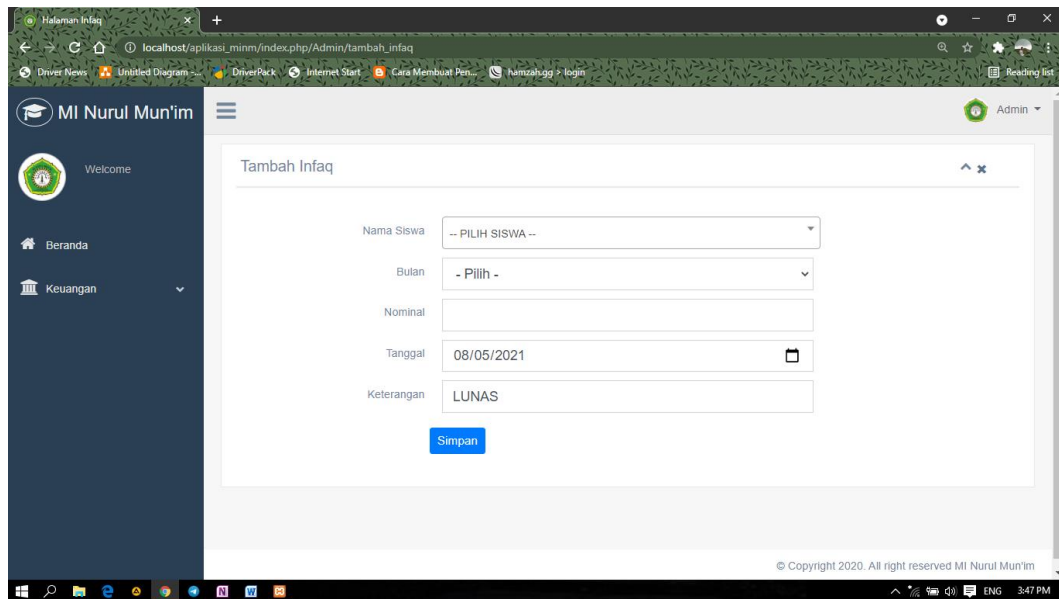 Halaman Infaq
localhost/aplikasi_minm/index.php/Admin/tambah_infaq
Driver News Untitled Diagram -... DriverPack Internet Start Cara Membuat Pen... hamzah.gg > login Reading list
MI Nurul Mun'im Admin
Welcome
Tambah Infaq
Beranda
Keuangan
Nama Siswa -- PILIH SISWA --
Bulan - Pilih -
Nominal
Tanggal 08/05/2021
Keterangan LUNAS
Simpan
© Copyright 2020. All right reserved MI Nurul Mun'im
ENG 3:47 PM